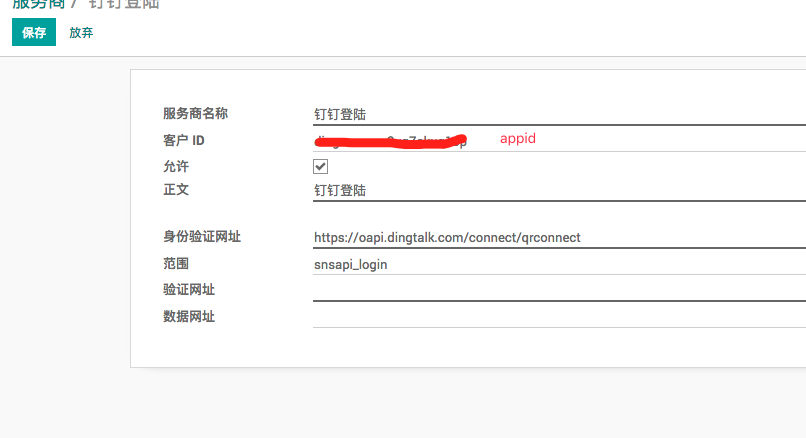 服务商 / 钉钉登陆
保存 放弃
服务商名称 钉钉登陆
客户 ID appid
允许
正文 钉钉登陆
身份验证网址 https://oapi.dingtalk.com/connect/qrconnect
范围 snsapi_login
验证网址
数据网址